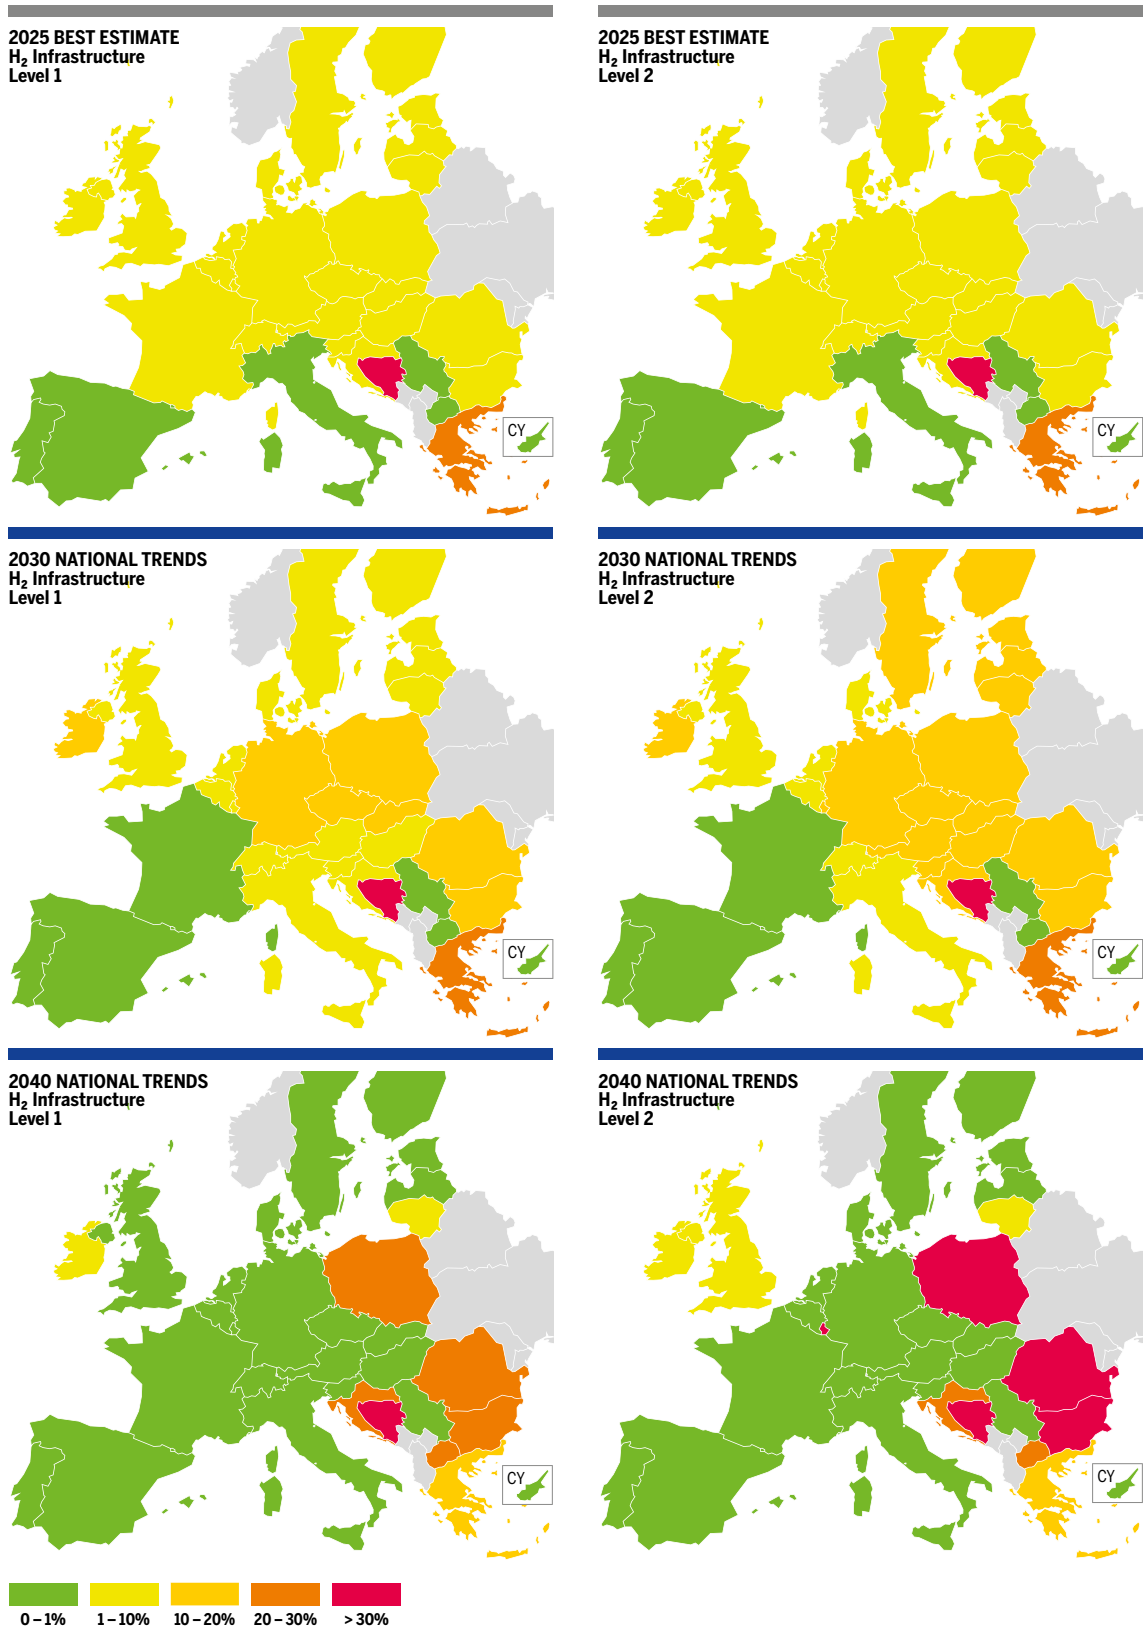 2025 BEST ESTIMATE
H₂ Infrastructure
Level 1
CY
2025 BEST ESTIMATE
H₂ Infrastructure
Level 2
CY
2030 NATIONAL TRENDS
H₂ Infrastructure
Level 1
CY
2030 NATIONAL TRENDS
H₂ Infrastructure
Level 2
CY
2040 NATIONAL TRENDS
H₂ Infrastructure
Level 1
CY
2040 NATIONAL TRENDS
H₂ Infrastructure
Level 2
CY
0 – 1% 1 – 10% 10 – 20% 20 – 30% > 30%